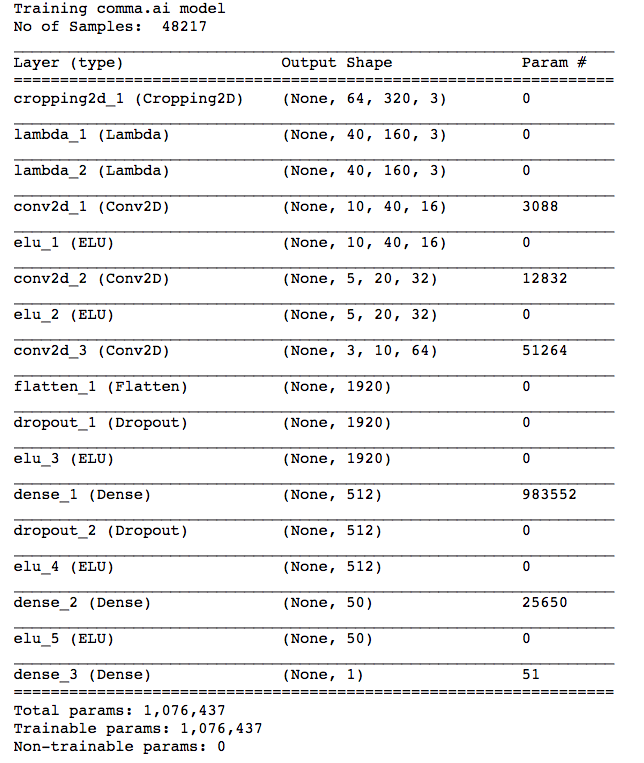 Training comma.ai model
No of Samples:  48217
Layer (type)                 Output Shape              Param #
cropping2d_1 (Cropping2D)    (None, 64, 320, 3)        0
lambda_1 (Lambda)            (None, 40, 160, 3)        0
lambda_2 (Lambda)            (None, 40, 160, 3)        0
conv2d_1 (Conv2D)            (None, 10, 40, 16)        3088
elu_1 (ELU)                  (None, 10, 40, 16)        0
conv2d_2 (Conv2D)            (None, 5, 20, 32)         12832
elu_2 (ELU)                  (None, 5, 20, 32)         0
conv2d_3 (Conv2D)            (None, 3, 10, 64)         51264
flatten_1 (Flatten)          (None, 1920)              0
dropout_1 (Dropout)          (None, 1920)              0
elu_3 (ELU)                  (None, 1920)              0
dense_1 (Dense)              (None, 512)               983552
dropout_2 (Dropout)          (None, 512)               0
elu_4 (ELU)                  (None, 512)               0
dense_2 (Dense)              (None, 50)                25650
elu_5 (ELU)                  (None, 50)                0
dense_3 (Dense)              (None, 1)                 51
Total params: 1,076,437
Trainable params: 1,076,437
Non-trainable params: 0